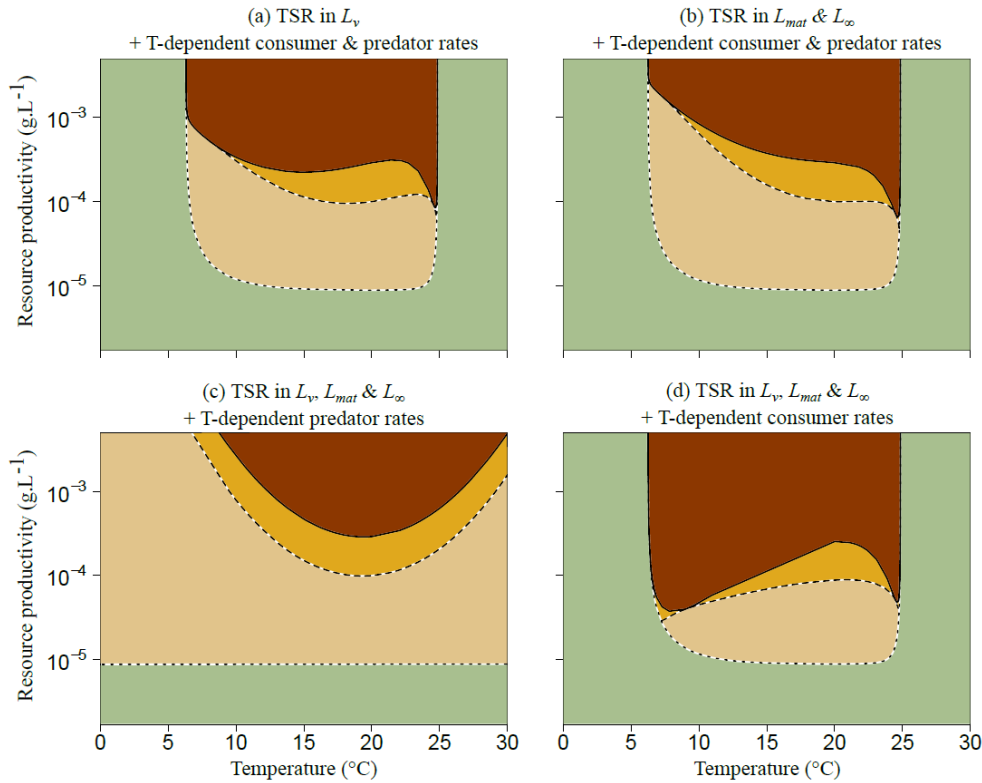 (a) TSR in Lᵥ
+ T-dependent consumer & predator rates
(b) TSR in Lₘₐₜ & L∞
+ T-dependent consumer & predator rates
Resource productivity (g.L⁻¹)
10⁻³
10⁻⁴
10⁻⁵
(c) TSR in Lᵥ, Lₘₐₜ & L∞
+ T-dependent predator rates
(d) TSR in Lᵥ, Lₘₐₜ & L∞
+ T-dependent consumer rates
Resource productivity (g.L⁻¹)
10⁻³
10⁻⁴
10⁻⁵
0 5 10 15 20 25 30
0 5 10 15 20 25 30
Temperature (°C)
Temperature (°C)